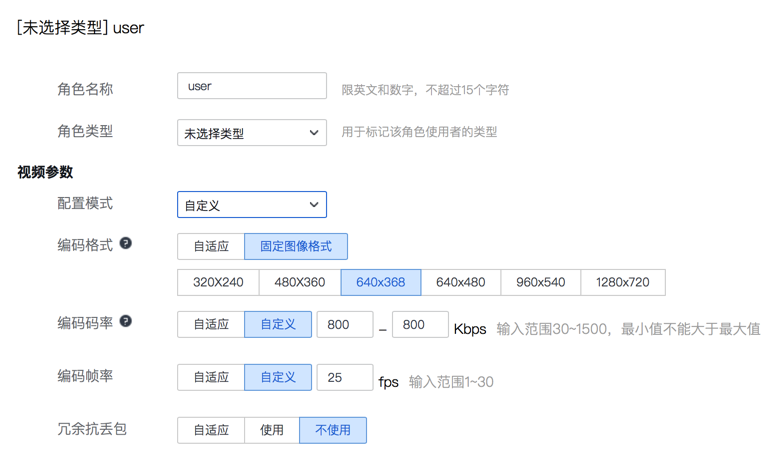 [未选择类型] user
角色名称 user 限英文和数字，不超过15个字符
角色类型 未选择类型 用于标记该角色使用者的类型
视频参数
配置模式 自定义
编码格式 ? 自适应 固定图像格式
320X240 480X360 640x368 640x480 960x540 1280x720
编码码率 ? 自适应 自定义 800 – 800 Kbps 输入范围30~1500，最小值不能大于最大值
编码帧率 自适应 自定义 25 fps 输入范围1~30
冗余抗丢包 自适应 使用 不使用